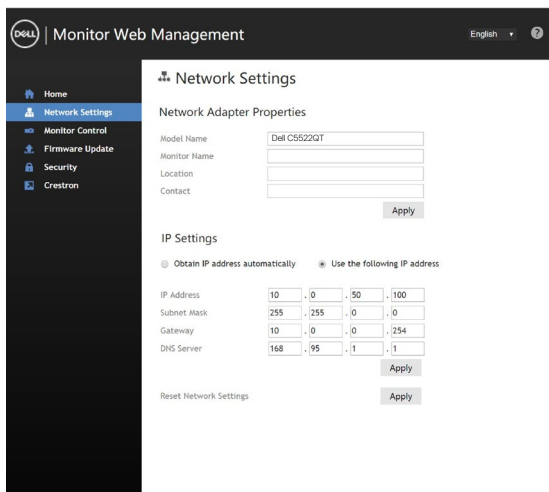 DELL | Monitor Web Management
English
?
Home
Network Settings
Monitor Control
Firmware Update
Security
Crestron
Network Settings
Network Adapter Properties
Model Name Dell C5522QT
Monitor Name
Location
Contact
Apply
IP Settings
Obtain IP address automatically Use the following IP address
IP Address 10 . 0 . 50 . 100
Subnet Mask 255 . 255 . 0 . 0
Gateway 10 . 0 . 0 . 254
DNS Server 168 . 95 . 1 . 1
Apply
Reset Network Settings Apply